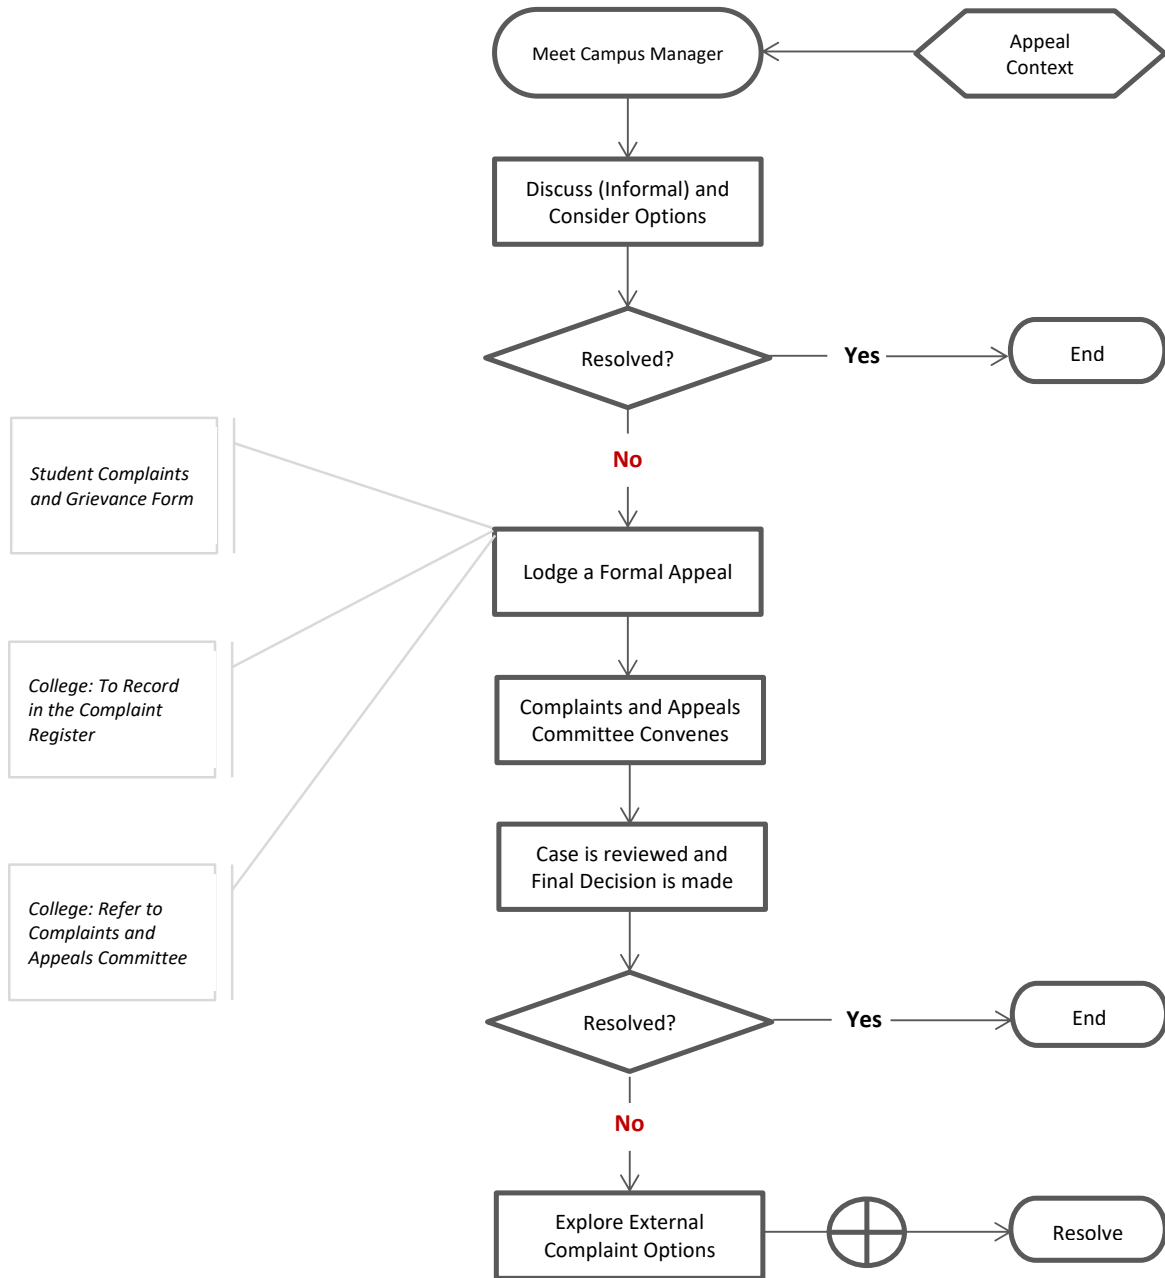 Meet Campus Manager
Appeal
Context
Discuss (Informal) and
Consider Options
Resolved?
Yes
End
No
Student Complaints
and Grievance Form
Lodge a Formal Appeal
College: To Record
in the Complaint
Register
Complaints and Appeals
Committee Convenes
Case is reviewed and
Final Decision is made
College: Refer to
Complaints and
Appeals Committee
Resolved?
Yes
End
No
Explore External
Complaint Options
Resolve